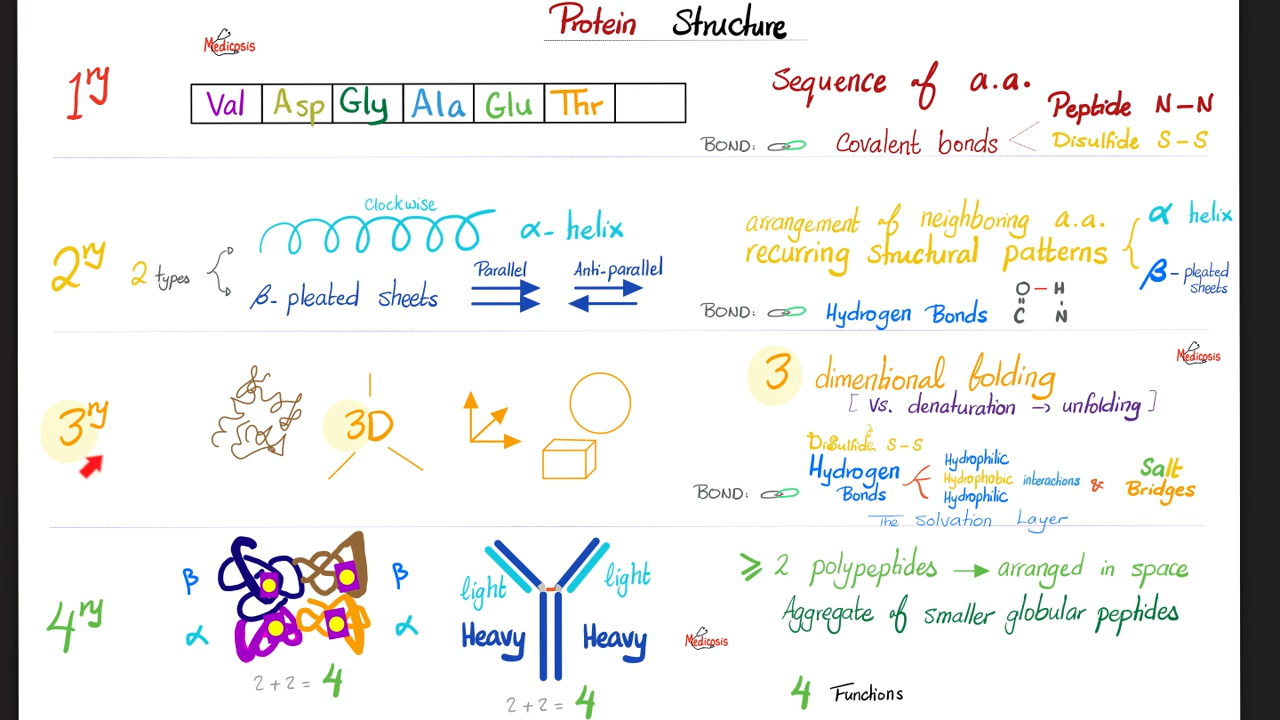 Protein Structure
Medicosis
1ry
Val Asp Gly Ala Glu Thr
Sequence of a.a.
BOND: Covalent bonds
Peptide N-N
Disulfide S-S
2ry
2 types
Clockwise
α- helix
β- pleated sheets
Parallel
Anti-parallel
arrangement of neighboring a.a.
recurring structural patterns
α helix
β-pleated
sheets
BOND: Hydrogen Bonds
O-H
C N
3ry
3D
Medicosis
3 dimentional folding
[ Vs. denaturation → unfolding ]
Disulfide S-S
BOND: Hydrogen
Bonds
Hydrophilic
Hydrophobic interactions
Hydrophilic
& Salt
Bridges
The Solvation Layer
4ry
β β
α α
2+2= 4
light light
Heavy Heavy
2+2= 4
Medicosis
⩾ 2 polypeptides → arranged in space
Aggregate of smaller globular peptides
4 Functions